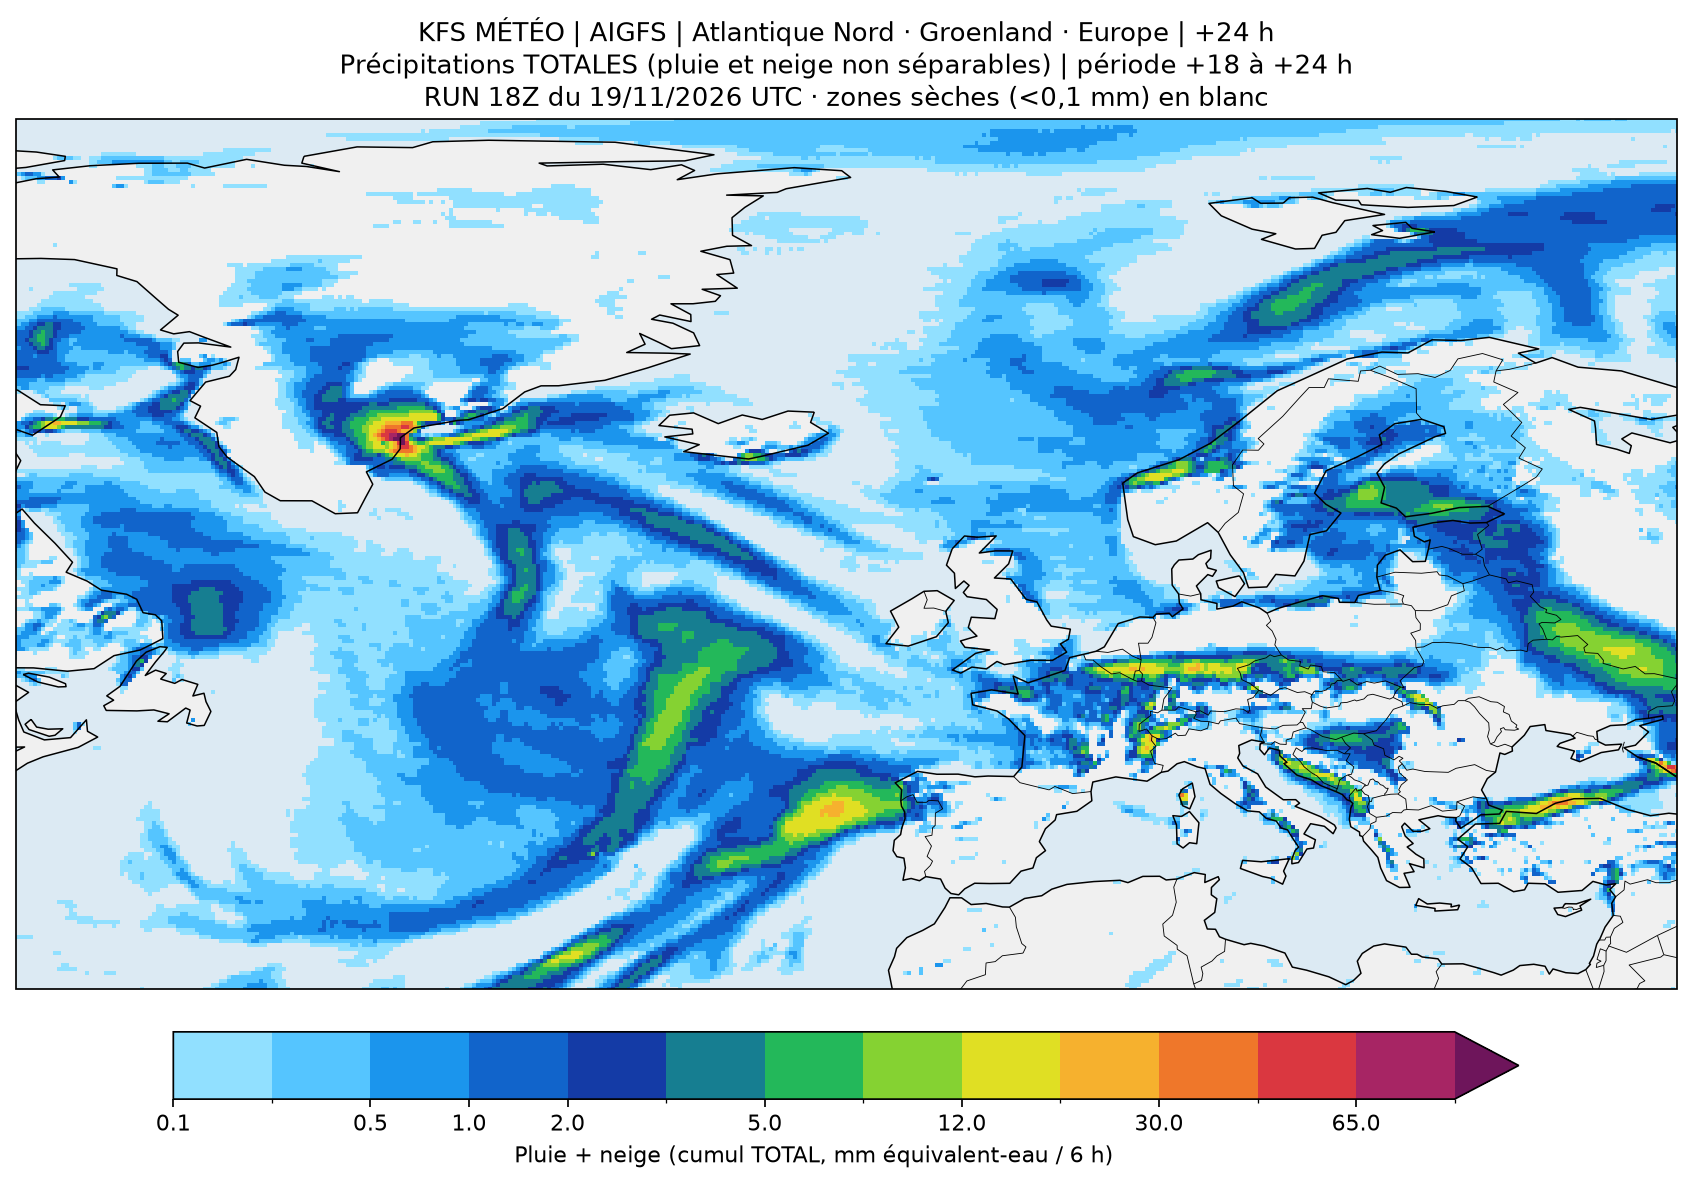 KFS MÉTÉO | AIGFS | Atlantique Nord · Groenland · Europe | +24 h
Précipitations TOTALES (pluie et neige non séparables) | période +18 à +24 h
RUN 18Z du 19/11/2026 UTC · zones sèches (<0,1 mm) en blanc
0.1 0.5 1.0 2.0 5.0 12.0 30.0 65.0
Pluie + neige (cumul TOTAL, mm équivalent-eau / 6 h)